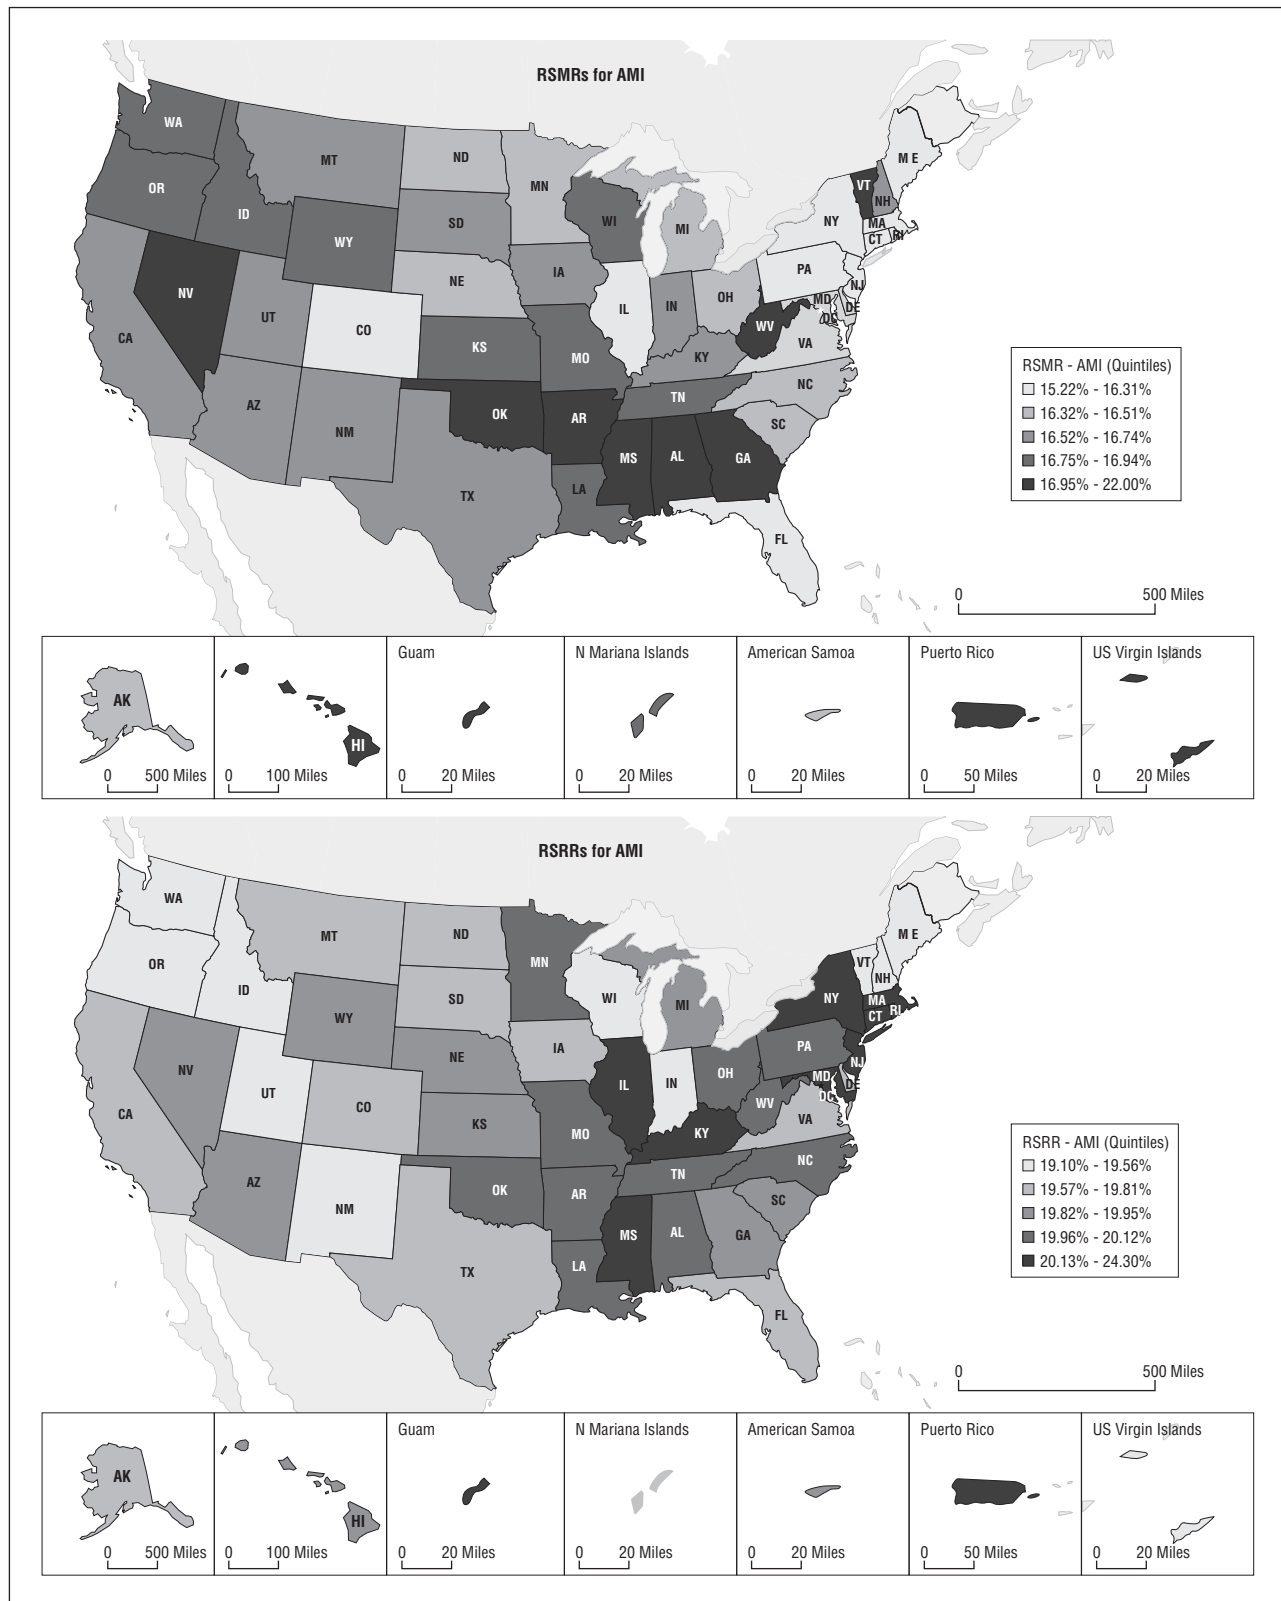 RSMRs for AMI
WA
MT
ND
MN
ME
VT
NH
OR
ID
SD
WI
MI
NY
MA
CT
RI
WY
IA
PA
NJ
NE
OH
MD
DE
DC
NV
UT
CO
IL
IN
WV
VA
CA
KS
MO
KY
NC
TN
AZ
NM
OK
AR
SC
MS
AL
GA
TX
LA
FL
RSMR - AMI (Quintiles)
15.22% - 16.31%
16.32% - 16.51%
16.52% - 16.74%
16.75% - 16.94%
16.95% - 22.00%
0 500 Miles
AK
0 500 Miles
HI
0 100 Miles
Guam
0 20 Miles
N Mariana Islands
0 20 Miles
American Samoa
0 20 Miles
Puerto Rico
0 50 Miles
US Virgin Islands
0 20 Miles
RSRRs for AMI
WA
MT
ND
MN
ME
VT
NH
OR
ID
SD
WI
MI
NY
MA
CT
RI
WY
IA
PA
NJ
NE
OH
MD
DE
DC
NV
UT
CO
IL
IN
WV
VA
CA
KS
MO
KY
NC
TN
AZ
NM
OK
AR
SC
MS
AL
GA
TX
LA
FL
RSRR - AMI (Quintiles)
19.10% - 19.56%
19.57% - 19.81%
19.82% - 19.95%
19.96% - 20.12%
20.13% - 24.30%
0 500 Miles
AK
0 500 Miles
HI
0 100 Miles
Guam
0 20 Miles
N Mariana Islands
0 20 Miles
American Samoa
0 20 Miles
Puerto Rico
0 50 Miles
US Virgin Islands
0 20 Miles